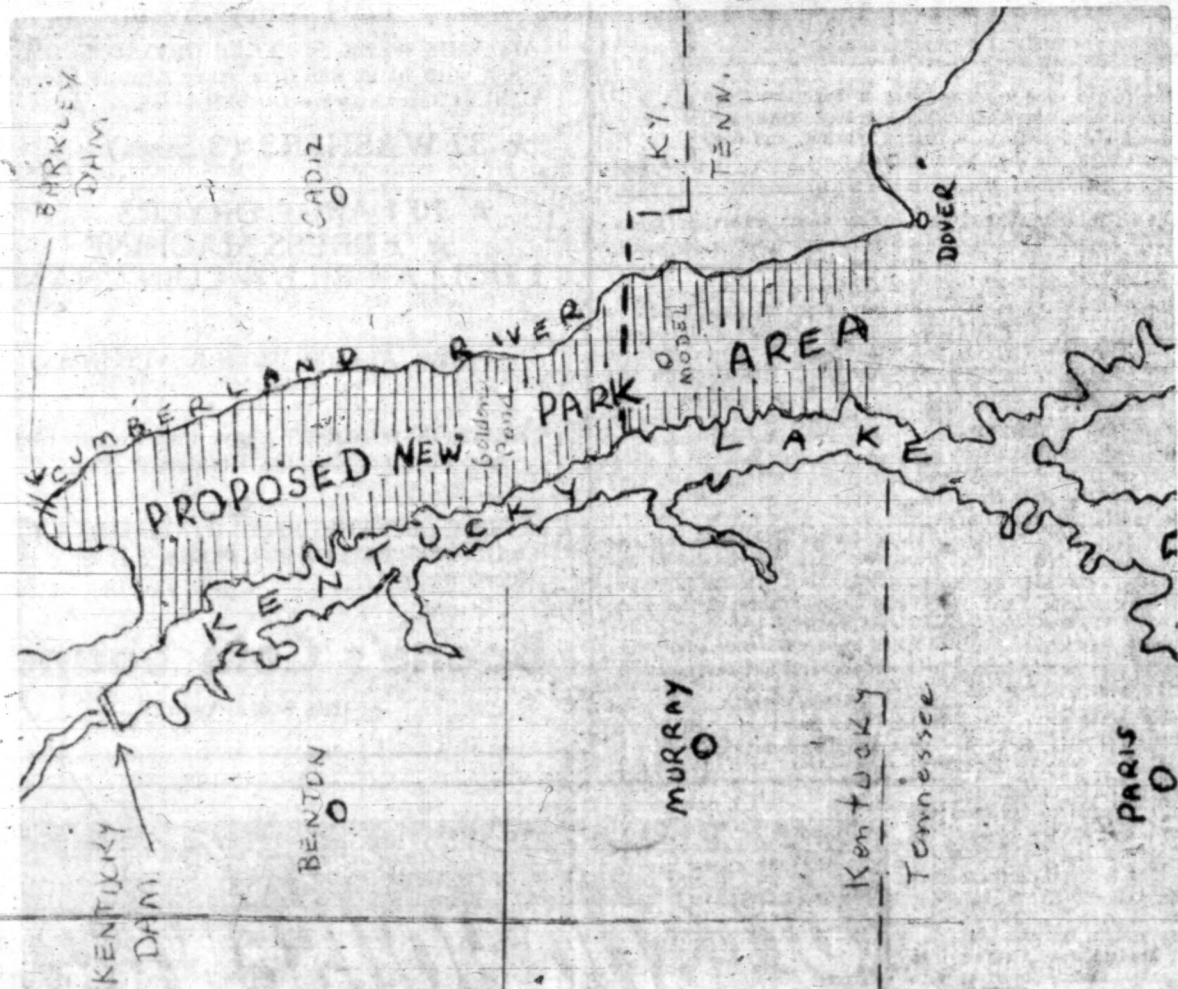 BARKLEY
DAM
CADIZ
KY
TENN.
DOVER
CUMBERLAND RIVER
MODEL
Golden
Pond
PROPOSED NEW PARK AREA
KENTUCKY LAKE
KENTIKY
DAM
BENTON
MURRAY
Kentucky
Tennessee
PARIS